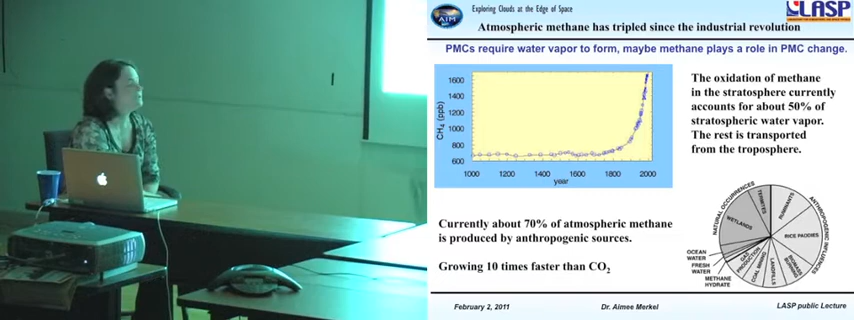 AIM
Exploring Clouds at the Edge of Space
LASP
Atmospheric methane has tripled since the industrial revolution
PMCs require water vapor to form, maybe methane plays a role in PMC change.
CH4 (ppb)
1600
1400
1200
1000
800
600
1000
1200
1400
1600
1800
2000
year
The oxidation of methane
in the stratosphere currently
accounts for about 50% of
stratospheric water vapor.
The rest is transported
from the troposphere.
Currently about 70% of atmospheric methane
is produced by anthropogenic sources.
Growing 10 times faster than CO2
NATURAL OCCURRENCES
ANTHROPOGENIC INFLUENCES
TERMITES
RUMINANTS
WETLANDS
RICE PADDIES
BIOMASS
BURNING
LANDFILLS
COAL MINING
GAS
PRODUCTION
OCEAN
WATER
FRESH
WATER
METHANE
HYDRATE
February 2, 2011
Dr. Aimee Merkel
LASP public Lecture